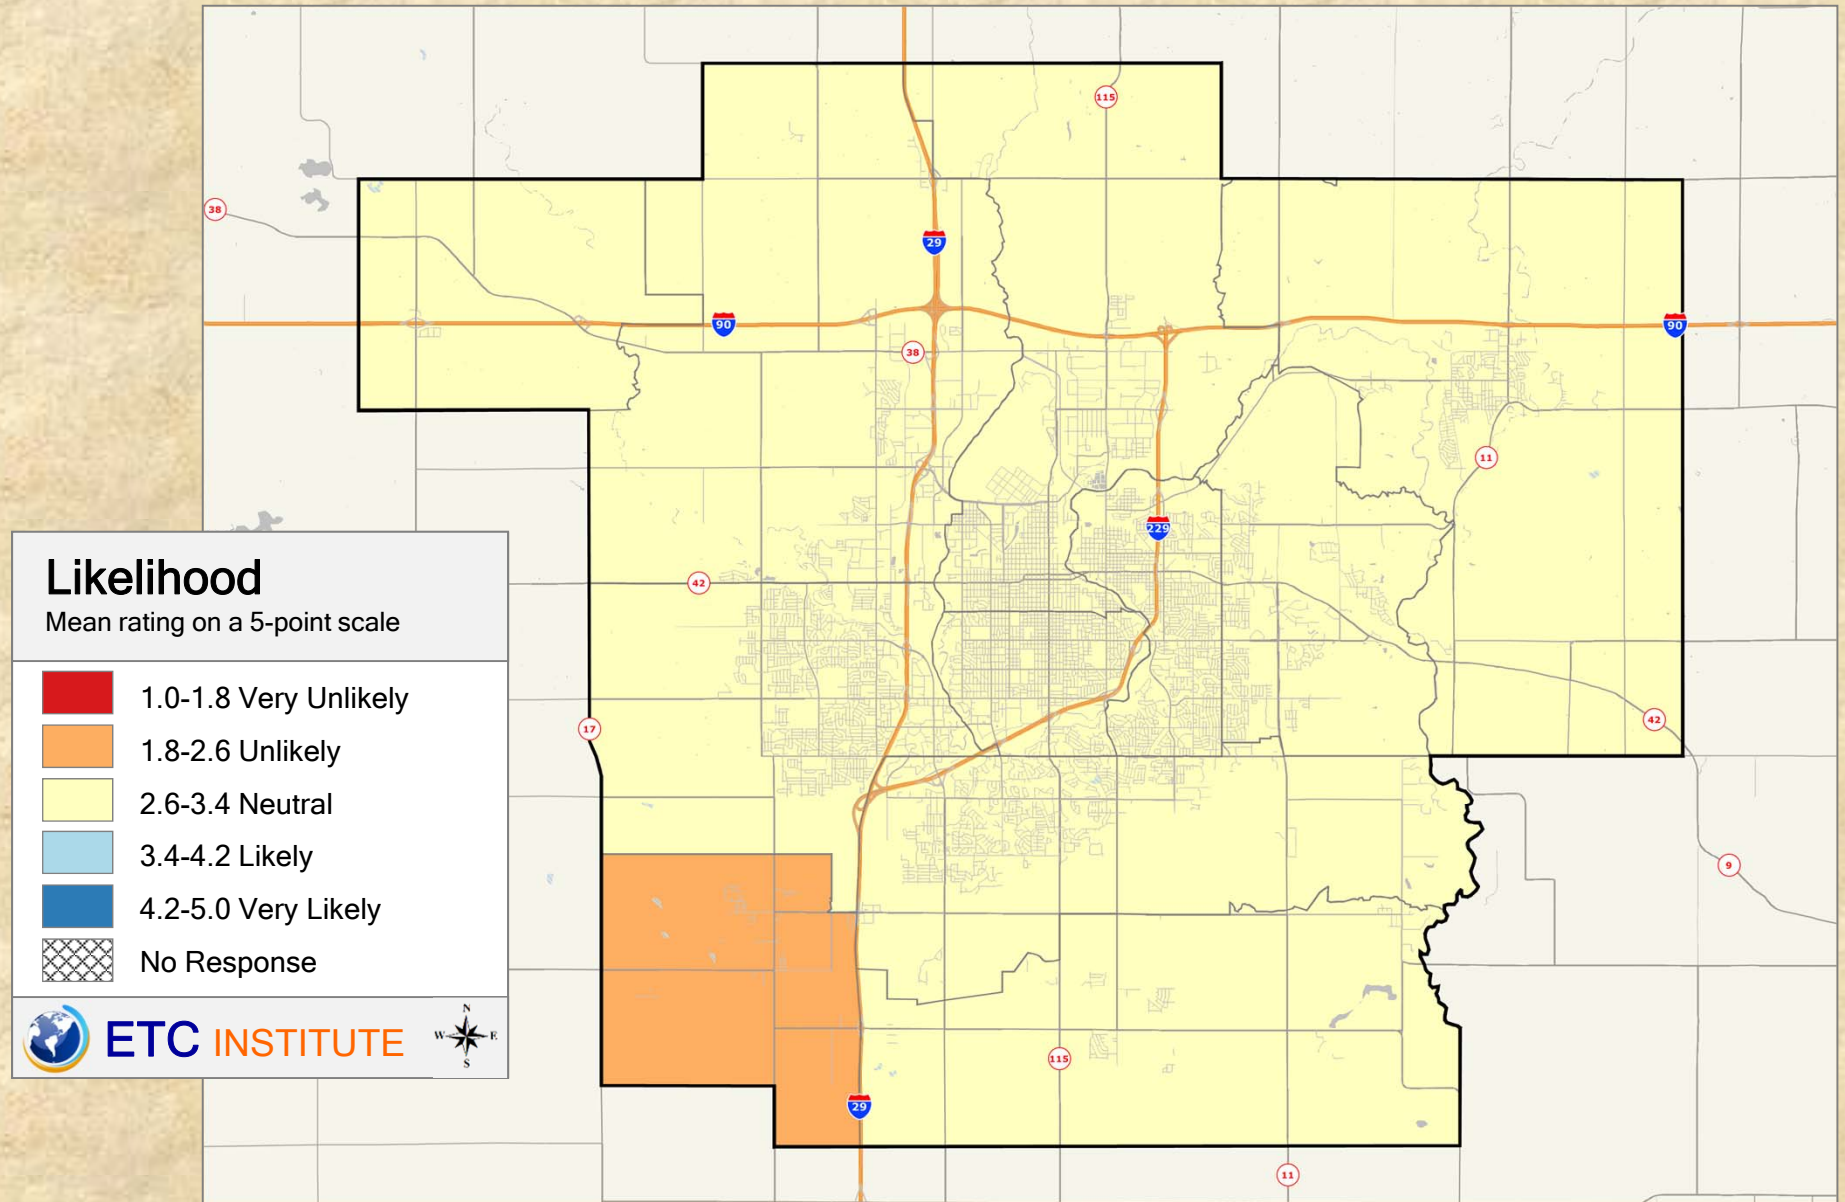 115
38
29
90
90
38
11
229
42
Likelihood
Mean rating on a 5-point scale
1.0-1.8 Very Unlikely
1.8-2.6 Unlikely
2.6-3.4 Neutral
3.4-4.2 Likely
4.2-5.0 Very Likely
No Response
ETC INSTITUTE
N
W E
S
17
42
9
115
29
11